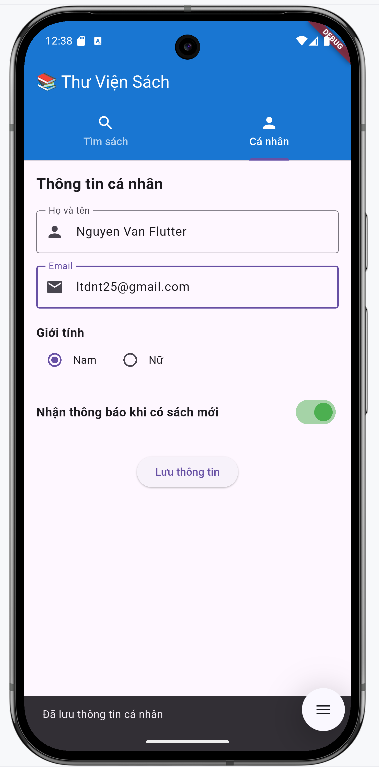 12:38
DEBUG
📚 Thư Viện Sách
Tìm sách
Cá nhân
Thông tin cá nhân
Họ và tên
Nguyen Van Flutter
Email
ltdnt25@gmail.com
Giới tính
Nam
Nữ
Nhận thông báo khi có sách mới
Lưu thông tin
Đã lưu thông tin cá nhân